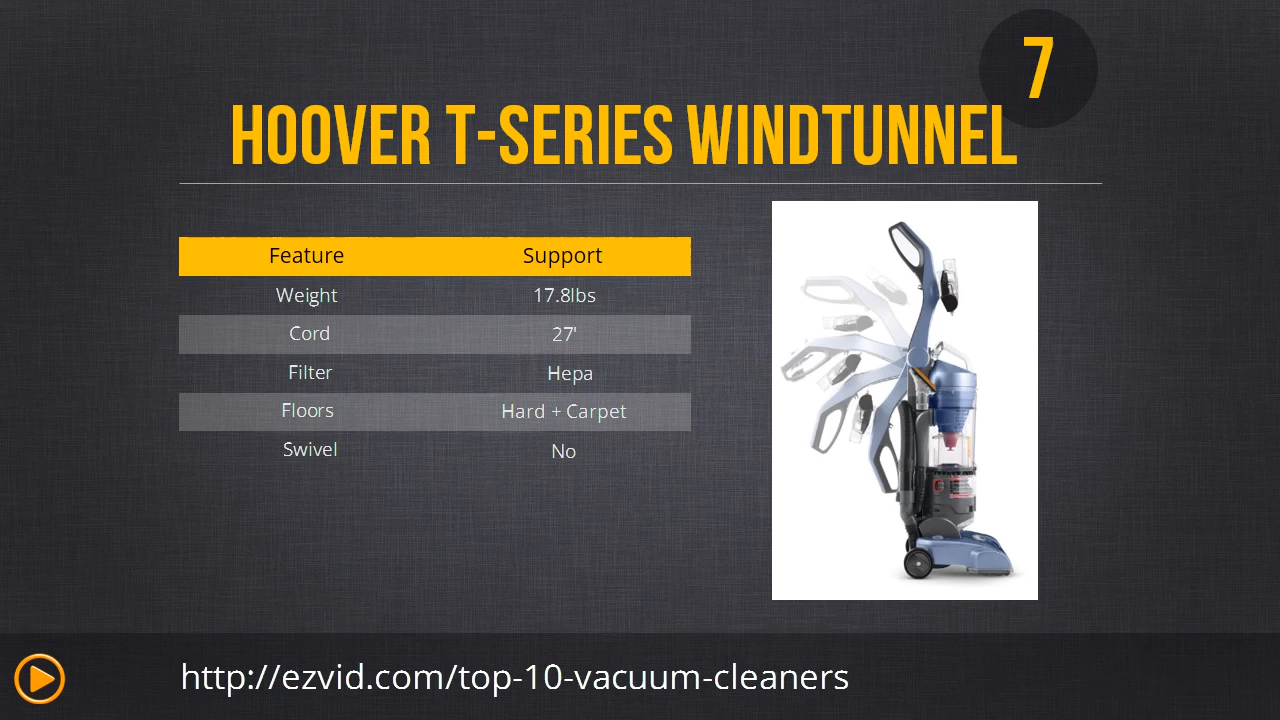 7
HOOVER T-SERIES WINDTUNNEL
Feature Support
Weight 17.8lbs
Cord 27'
Filter Hepa
Floors Hard + Carpet
Swivel No
http://ezvid.com/top-10-vacuum-cleaners